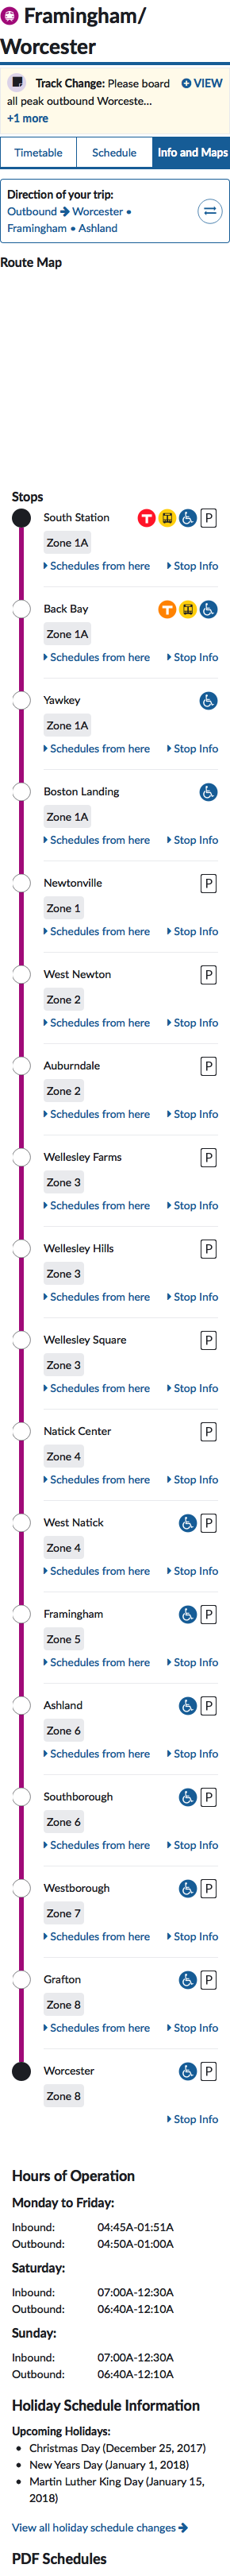 Framingham/
Worcester
Track Change: Please board VIEW
all peak outbound Worceste...
+1 more
Timetable Schedule Info and Maps
Direction of your trip:
Outbound → Worcester •
Framingham • Ashland
Route Map
Stops
South Station T P
Zone 1A
Schedules from here Stop Info
Back Bay T
Zone 1A
Schedules from here Stop Info
Yawkey
Zone 1A
Schedules from here Stop Info
Boston Landing
Zone 1A
Schedules from here Stop Info
Newtonville P
Zone 1
Schedules from here Stop Info
West Newton P
Zone 2
Schedules from here Stop Info
Auburndale P
Zone 2
Schedules from here Stop Info
Wellesley Farms P
Zone 3
Schedules from here Stop Info
Wellesley Hills P
Zone 3
Schedules from here Stop Info
Wellesley Square P
Zone 3
Schedules from here Stop Info
Natick Center P
Zone 4
Schedules from here Stop Info
West Natick P
Zone 4
Schedules from here Stop Info
Framingham P
Zone 5
Schedules from here Stop Info
Ashland P
Zone 6
Schedules from here Stop Info
Southborough P
Zone 6
Schedules from here Stop Info
Westborough P
Zone 7
Schedules from here Stop Info
Grafton P
Zone 8
Schedules from here Stop Info
Worcester P
Zone 8
Stop Info
Hours of Operation
Monday to Friday:
Inbound: 04:45A-01:51A
Outbound: 04:50A-01:00A
Saturday:
Inbound: 07:00A-12:30A
Outbound: 06:40A-12:10A
Sunday:
Inbound: 07:00A-12:30A
Outbound: 06:40A-12:10A
Holiday Schedule Information
Upcoming Holidays:
• Christmas Day (December 25, 2017)
• New Years Day (January 1, 2018)
• Martin Luther King Day (January 15,
2018)
View all holiday schedule changes →
PDF Schedules